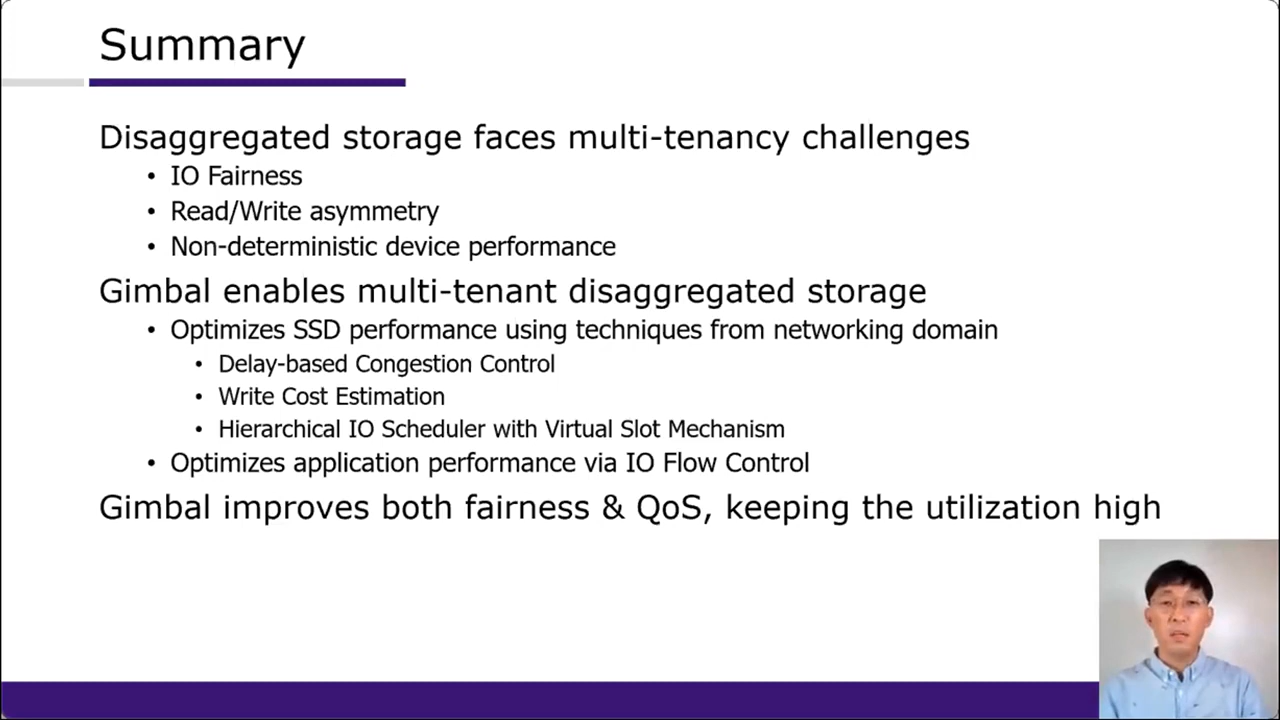 Summary
Disaggregated storage faces multi-tenancy challenges
• IO Fairness
• Read/Write asymmetry
• Non-deterministic device performance
Gimbal enables multi-tenant disaggregated storage
• Optimizes SSD performance using techniques from networking domain
• Delay-based Congestion Control
• Write Cost Estimation
• Hierarchical IO Scheduler with Virtual Slot Mechanism
• Optimizes application performance via IO Flow Control
Gimbal improves both fairness & QoS, keeping the utilization high